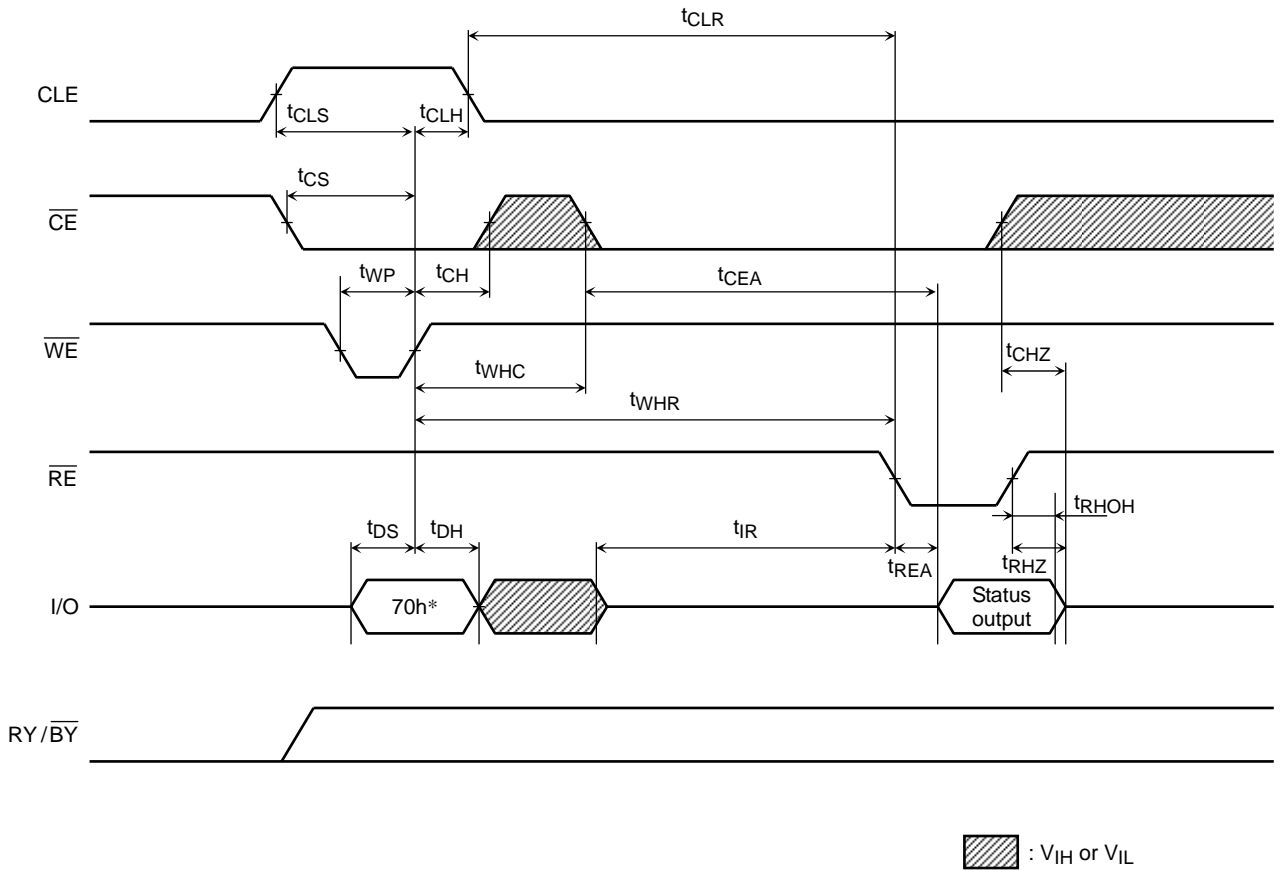 tCLR
CLE
tCLS
tCLH
tCS
CE
tWP
tCH
tCEA
WE
tCHZ
tWHC
tWHR
RE
tRHOH
tDS
tDH
tIR
tREA
tRHZ
I/O
70h*
Status
output
RY/BY
: VIH or VIL